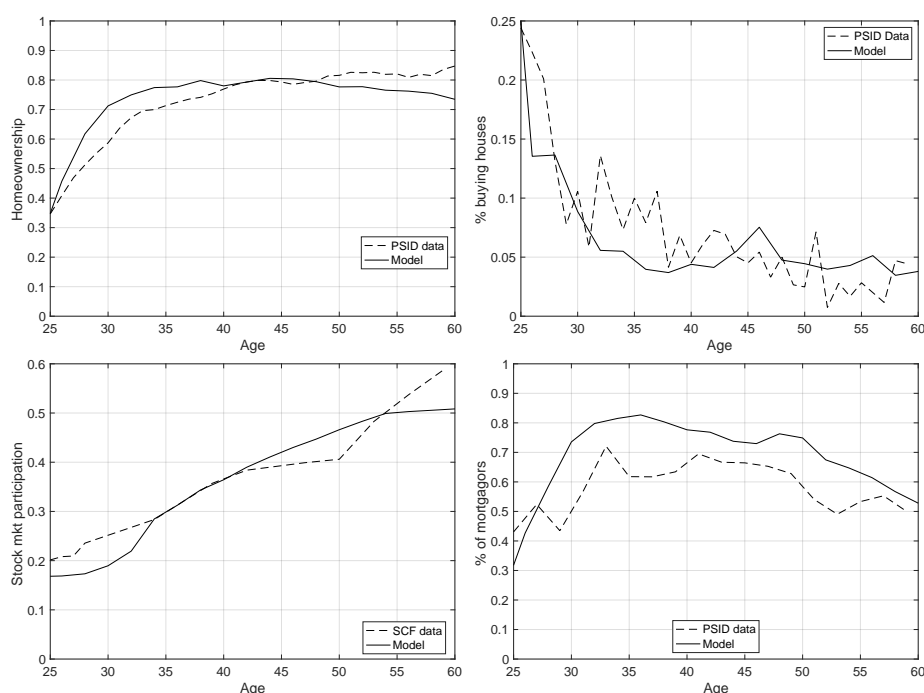 1
0.9
0.8
0.7
0.6
0.5
0.4
0.3
0.2
0.1
0
Homeownership
25 30 35 40 45 50 55 60
Age
PSID data
Model
0.25
0.2
0.15
0.1
0.05
0
% buying houses
25 30 35 40 45 50 55 60
Age
PSID Data
Model
0.6
0.5
0.4
0.3
0.2
0.1
0
Stock mkt participation
25 30 35 40 45 50 55 60
Age
SCF data
Model
1
0.9
0.8
0.7
0.6
0.5
0.4
0.3
0.2
0.1
0
% of mortgagors
25 30 35 40 45 50 55 60
Age
PSID data
Model